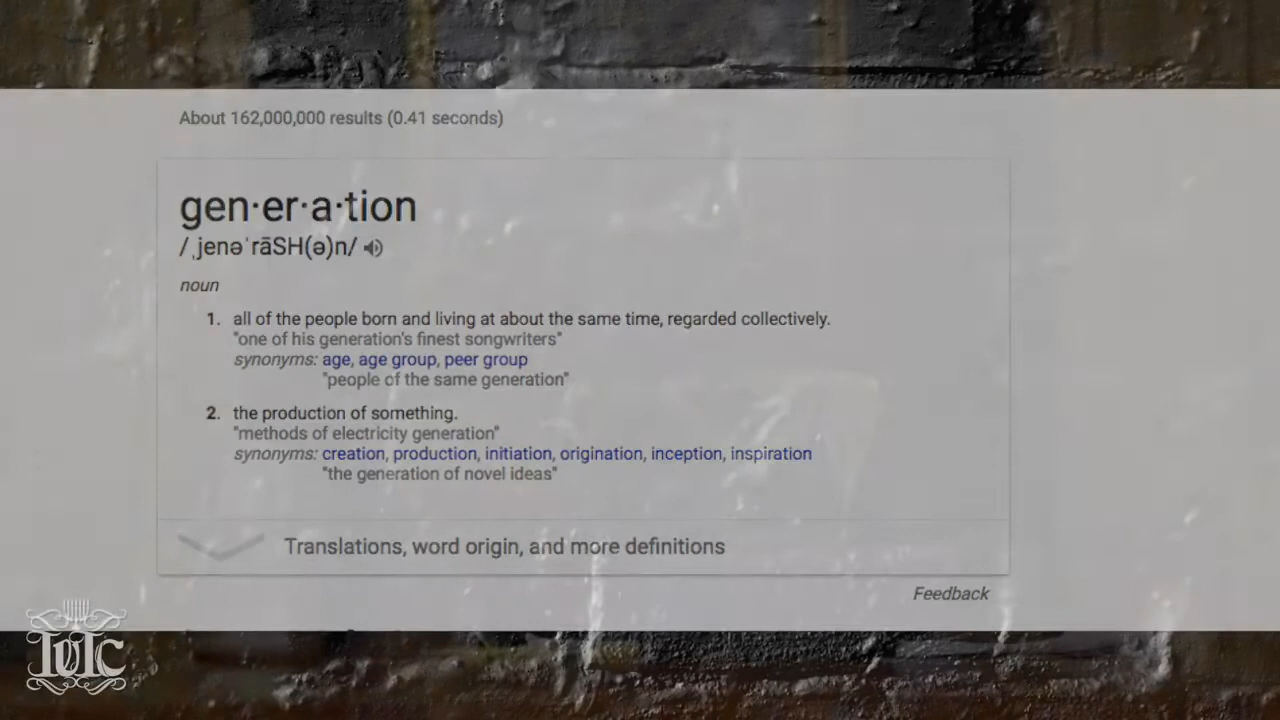 About 162,000,000 results (0.41 seconds)
gen·er·a·tion
/ˌjenəˈrāSH(ə)n/
noun
1. all of the people born and living at about the same time, regarded collectively.
"one of his generation's finest songwriters"
synonyms: age, age group, peer group
"people of the same generation"
2. the production of something.
"methods of electricity generation"
synonyms: creation, production, initiation, origination, inception, inspiration
"the generation of novel ideas"
Translations, word origin, and more definitions
Feedback
IUIC